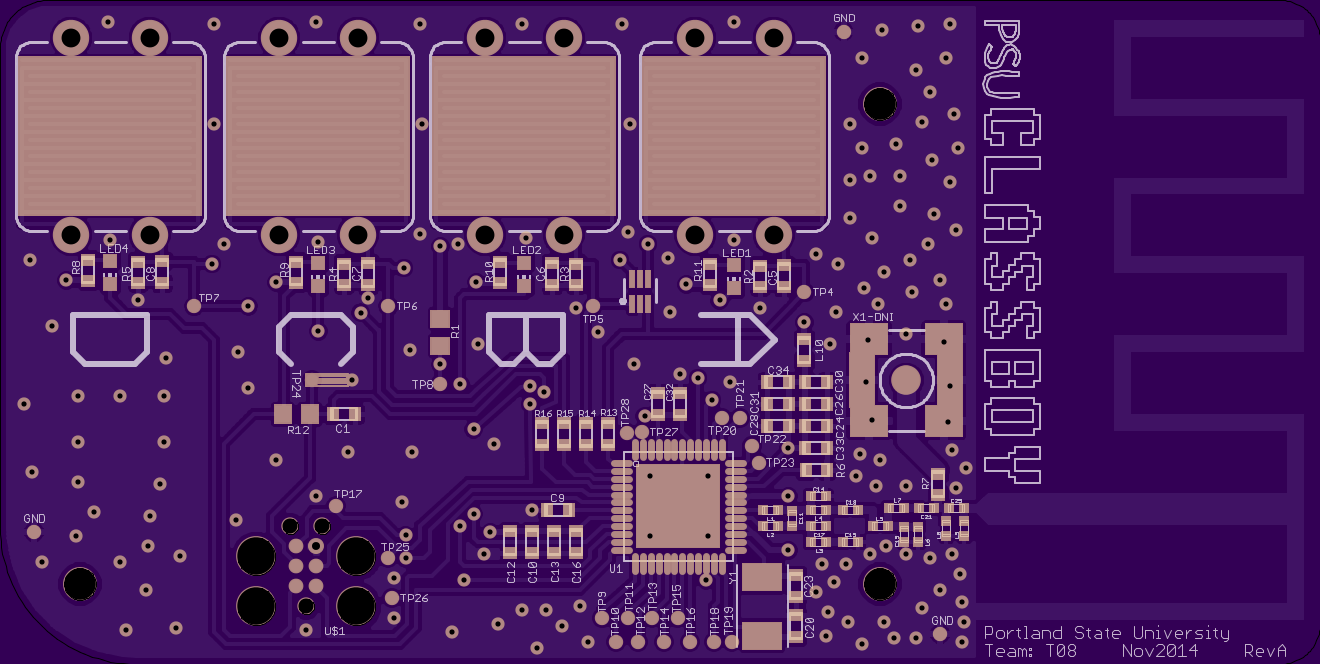 GND
PSU
CLASSBOY
LED4
LED3
LED2
LED1
R8
R5
C8
R9
R4
C7
R10
C6
R3
R11
R2
C5
TP7
TP6
TP5
TP4
D
C
B
A
R1
L10
X1-DNI
TP8
TP24
R12
C1
R16 R15 R14 R13
TP28
TP27
C27
C32
TP21
TP20
C34
C31
C28
C30
C26
C24
C33
R6
TP22
TP23
R7
TP17
GND
C9
C12
C10
C13
C16
U1
TP25
TP26
U$1
TP9
TP10
TP11
TP12
TP13
TP14
TP15
TP16
TP18
TP19
Y1
C23
C20
GND
Portland State University
Team: T08 Nov2014 RevA